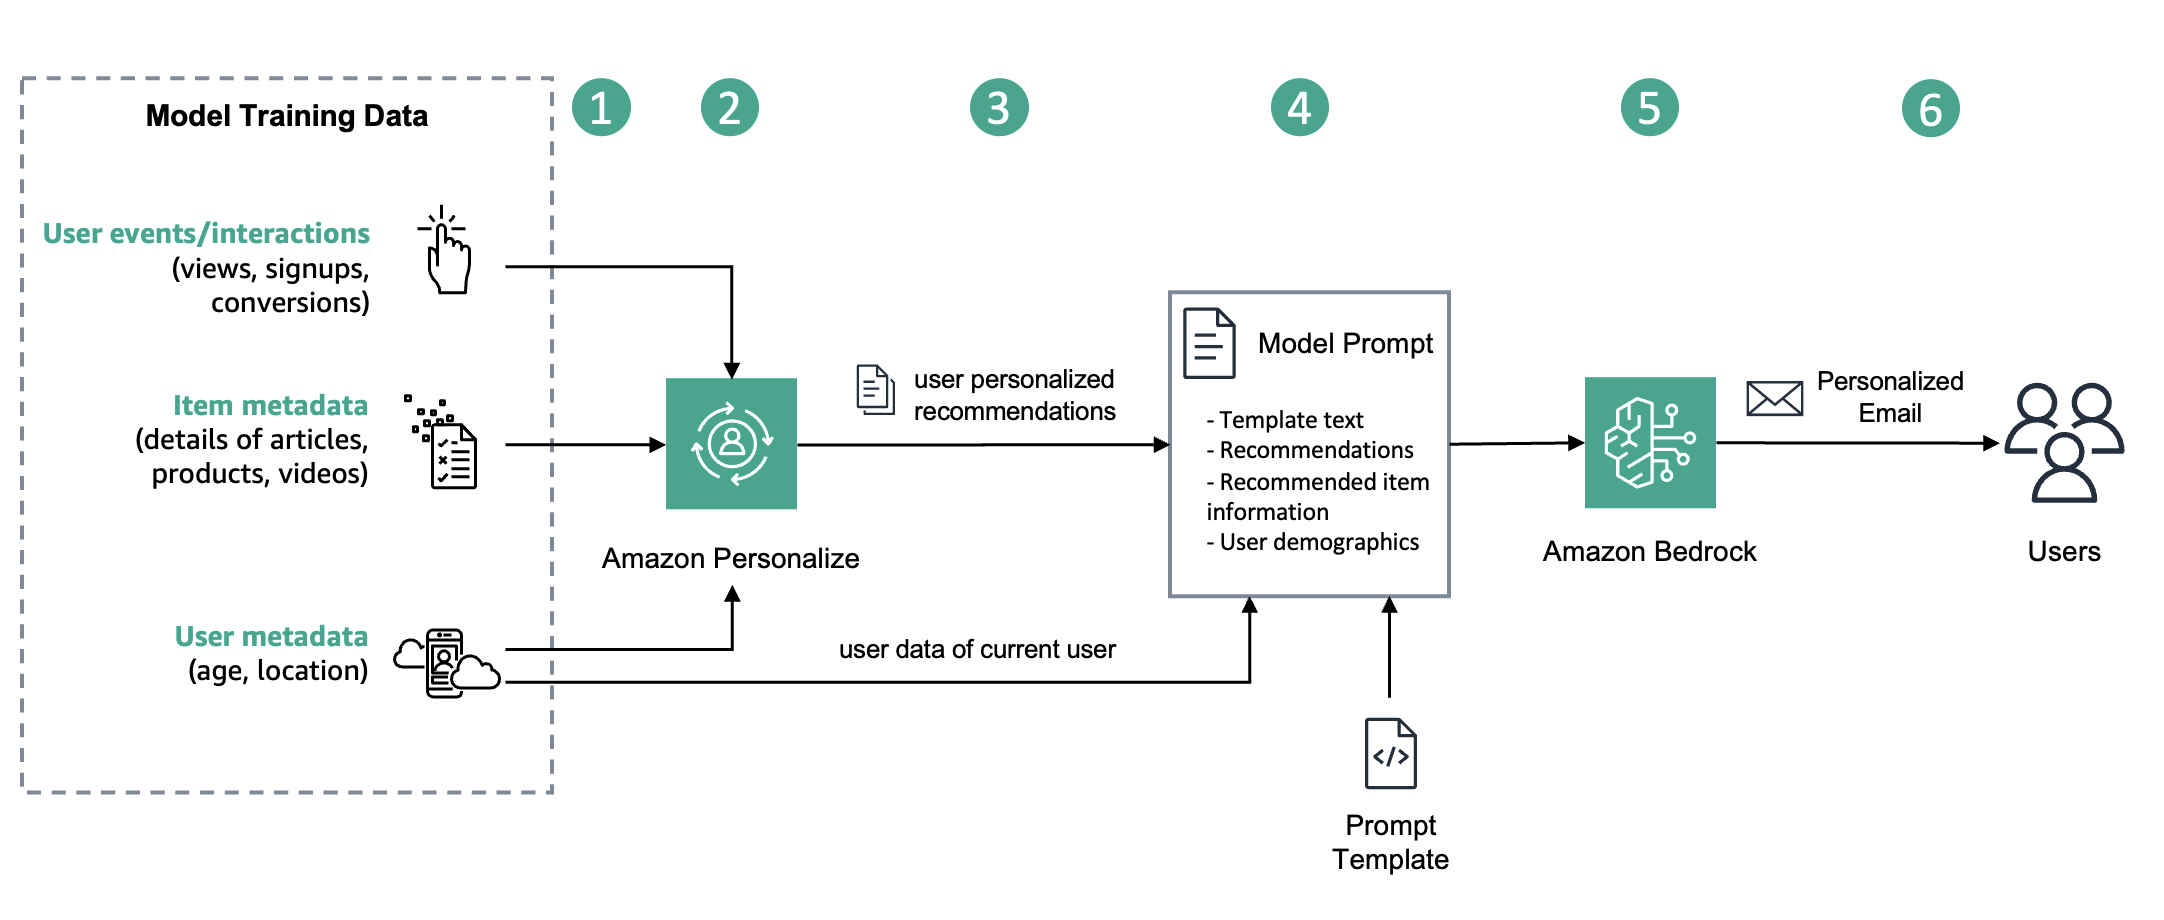 1
2
3
4
5
6
Model Training Data
User events/interactions
(views, signups,
conversions)
Item metadata
(details of articles,
products, videos)
User metadata
(age, location)
Amazon Personalize
user personalized
recommendations
user data of current user
Model Prompt
- Template text
- Recommendations
- Recommended item
information
- User demographics
</>
Prompt
Template
Amazon Bedrock
Personalized
Email
Users